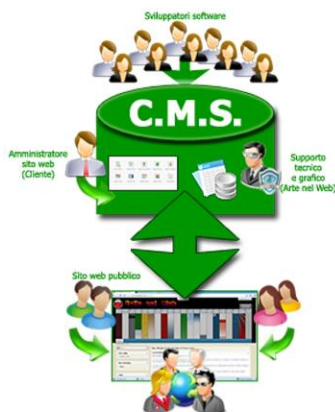 Sviluppatori software
C.M.S.
Amministratore
sito web
(Cliente)
Supporto
tecnico
e grafico
(Arte nel Web)
Sito web pubblico